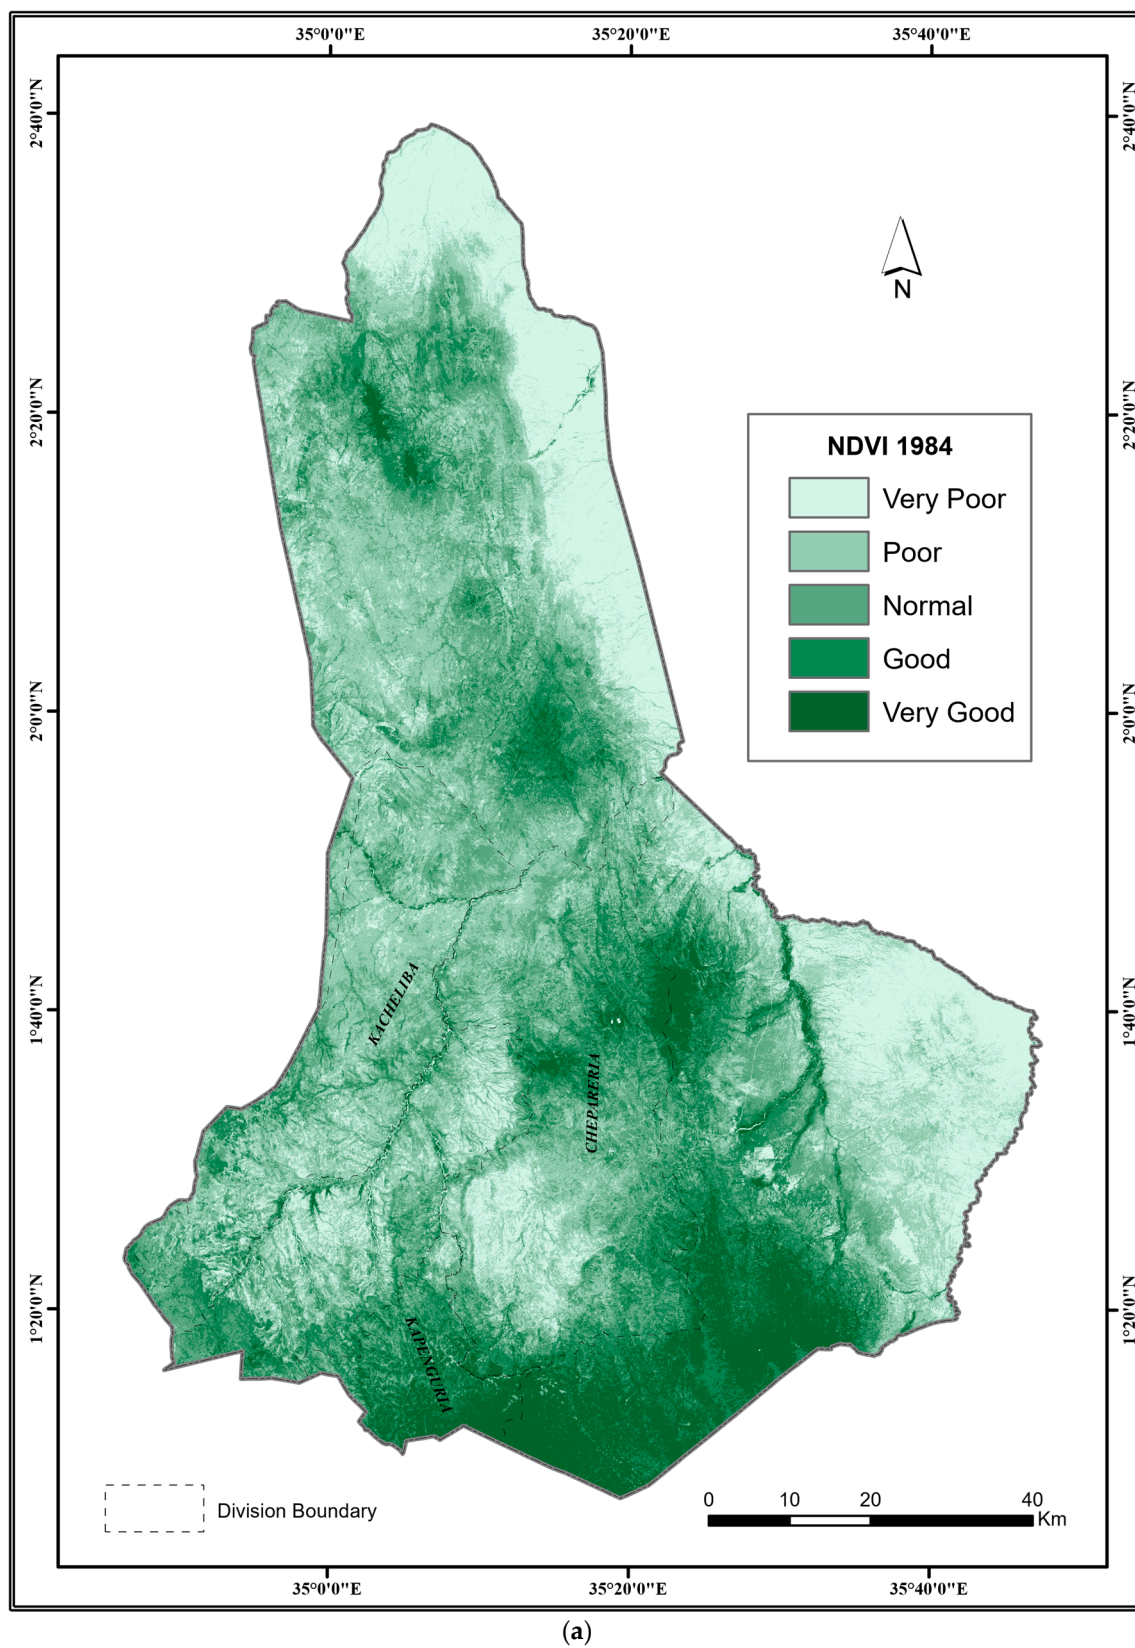 35°0'0"E 35°20'0"E 35°40'0"E
2°40'0"N 2°40'0"N
N
2°20'0"N 2°20'0"N
NDVI 1984
Very Poor
Poor
Normal
Good
Very Good
2°0'0"N 2°0'0"N
KACHELIBA
1°40'0"N 1°40'0"N
CHEPARERIA
1°20'0"N 1°20'0"N
KAPENGURIA
Division Boundary
0 10 20 40
Km
35°0'0"E 35°20'0"E 35°40'0"E
(a)